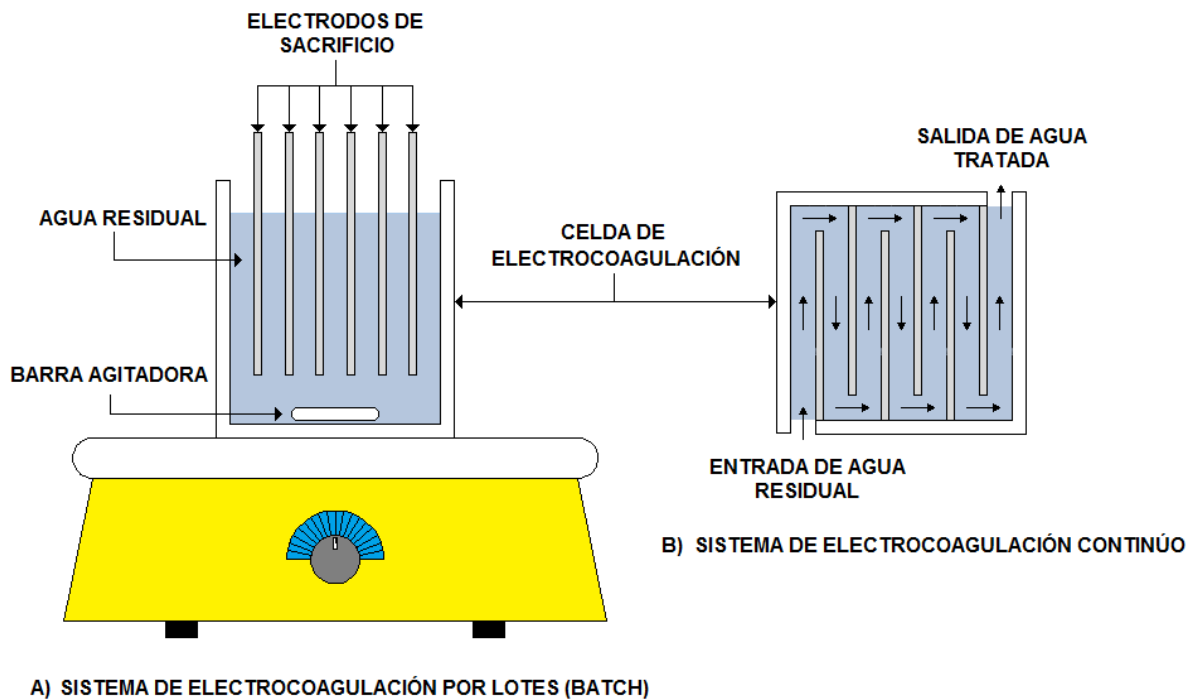 ELECTRODOS DE
SACRIFICIO
AGUA RESIDUAL
BARRA AGITADORA
CELDA DE
ELECTROCOAGULACIÓN
SALIDA DE AGUA
TRATADA
ENTRADA DE AGUA
RESIDUAL
B) SISTEMA DE ELECTROCOAGULACIÓN CONTINÚO
A) SISTEMA DE ELECTROCOAGULACIÓN POR LOTES (BATCH)